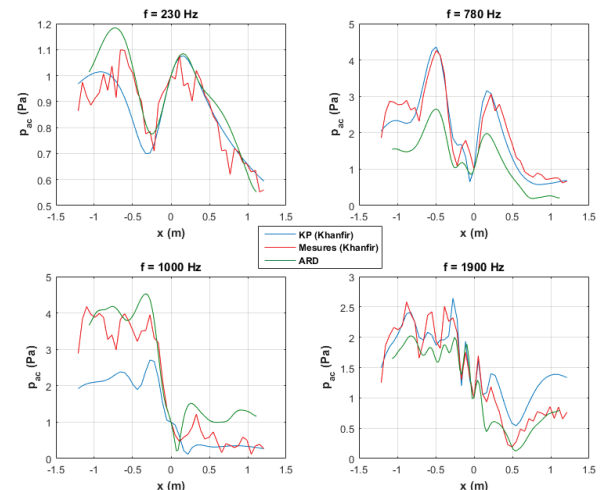 f = 230 Hz
p_ac (Pa)
1.2
1.1
1
0.9
0.8
0.7
0.6
0.5
-1.5 -1 -0.5 0 0.5 1 1.5
x (m)
f = 780 Hz
p_ac (Pa)
5
4
3
2
1
0
-1.5 -1 -0.5 0 0.5 1 1.5
x (m)
KP (Khanfir)
Mesures (Khanfir)
ARD
f = 1000 Hz
p_ac (Pa)
5
4
3
2
1
0
-1.5 -1 -0.5 0 0.5 1 1.5
x (m)
f = 1900 Hz
p_ac (Pa)
3
2.5
2
1.5
1
0.5
0
-1.5 -1 -0.5 0 0.5 1 1.5
x (m)